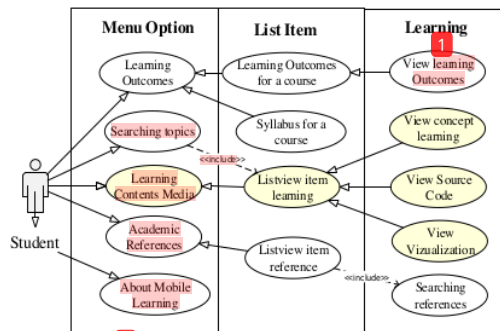 Menu Option
List Item
Learning
1
Learning
Outcomes
Learning Outcomes
for a course
View learning
Outcomes
Searching topics
Syllabus for a
course
View concept
learning
<<include>>
Learning
Contents Media
Listview item
learning
View Source
Code
Academic
References
View
Vizualization
Student
Listview item
reference
<<include>>
About Mobile
Learning
Searching
references